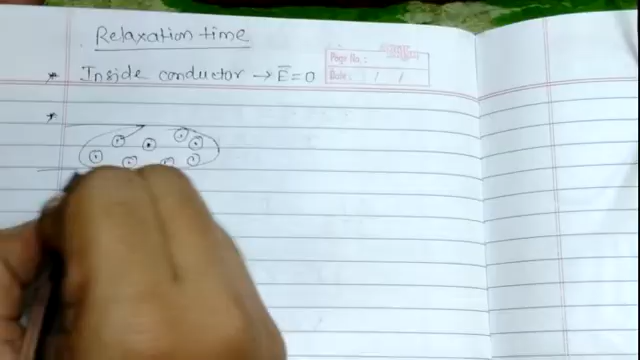 Relaxation time
* Inside conductor → E̅ = 0
Page No.:
Date: / /
*